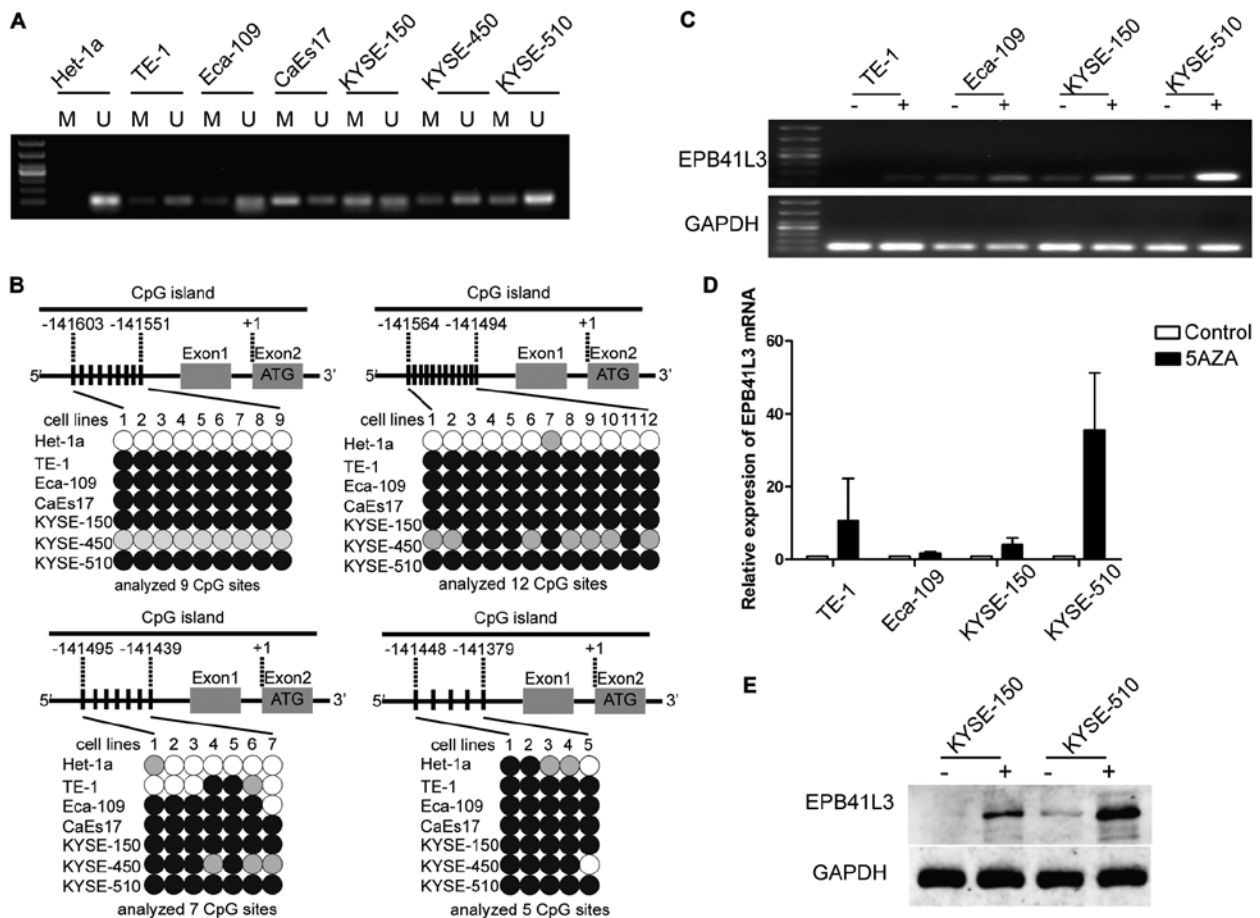 A
Het-1a TE-1 Eca-109 CaEs17 KYSE-150 KYSE-450 KYSE-510
M U M U M U M U M U M U M U
B
CpG island
-141603 -141551 +1
Exon1 Exon2
5' ATG 3'
cell lines 1 2 3 4 5 6 7 8 9
Het-1a
TE-1
Eca-109
CaEs17
KYSE-150
KYSE-450
KYSE-510
analyzed 9 CpG sites
CpG island
-141564 -141494 +1
Exon1 Exon2
5' ATG 3'
cell lines 1 2 3 4 5 6 7 8 9 10 11 12
Het-1a
TE-1
Eca-109
CaEs17
KYSE-150
KYSE-450
KYSE-510
analyzed 12 CpG sites
CpG island
-141495 -141439 +1
Exon1 Exon2
5' ATG 3'
cell lines 1 2 3 4 5 6 7
Het-1a
TE-1
Eca-109
CaEs17
KYSE-150
KYSE-450
KYSE-510
analyzed 7 CpG sites
CpG island
-141448 -141379 +1
Exon1 Exon2
5' ATG 3'
cell lines 1 2 3 4 5
Het-1a
TE-1
Eca-109
CaEs17
KYSE-150
KYSE-450
KYSE-510
analyzed 5 CpG sites
C
TE-1 Eca-109 KYSE-150 KYSE-510
- + - + - + - +
EPB41L3
GAPDH
D
Relative expresion of EPB41L3 mRNA
60
40
20
0
Control
5AZA
TE-1 Eca-109 KYSE-150 KYSE-510
E
KYSE-150 KYSE-510
- + - +
EPB41L3
GAPDH